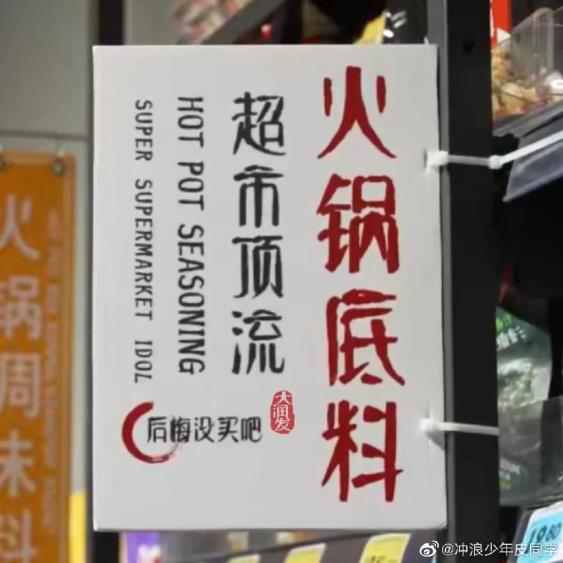 火锅底料
超市顶流
HOT POT SEASONING
SUPER SUPERMARKET IDOL
大润发
后悔没买吧
火锅调味料
1980
@冲浪少年皮同学